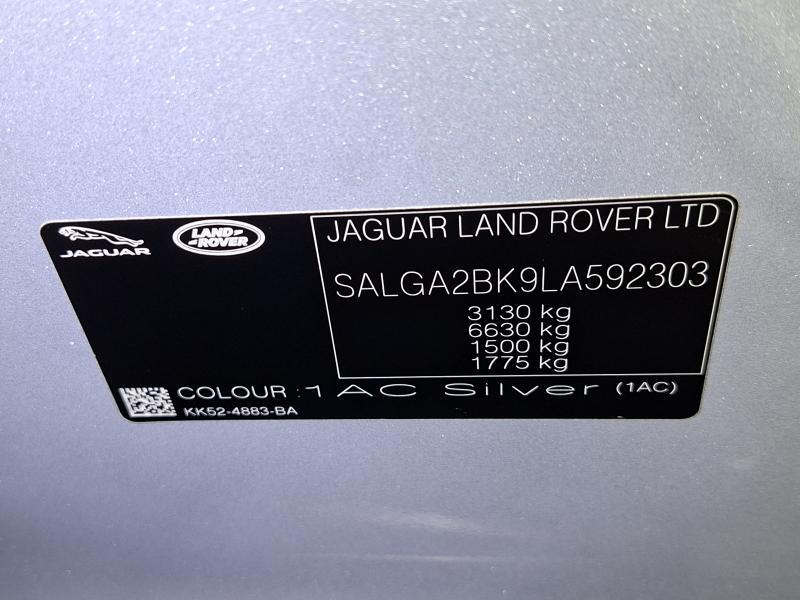 JAGUAR
LAND
ROVER
JAGUAR LAND ROVER LTD
SALGA2BK9LA592303
3130 kg
6630 kg
1500 kg
1775 kg
COLOUR : 1AC Silver (1AC)
KK52-4883-BA